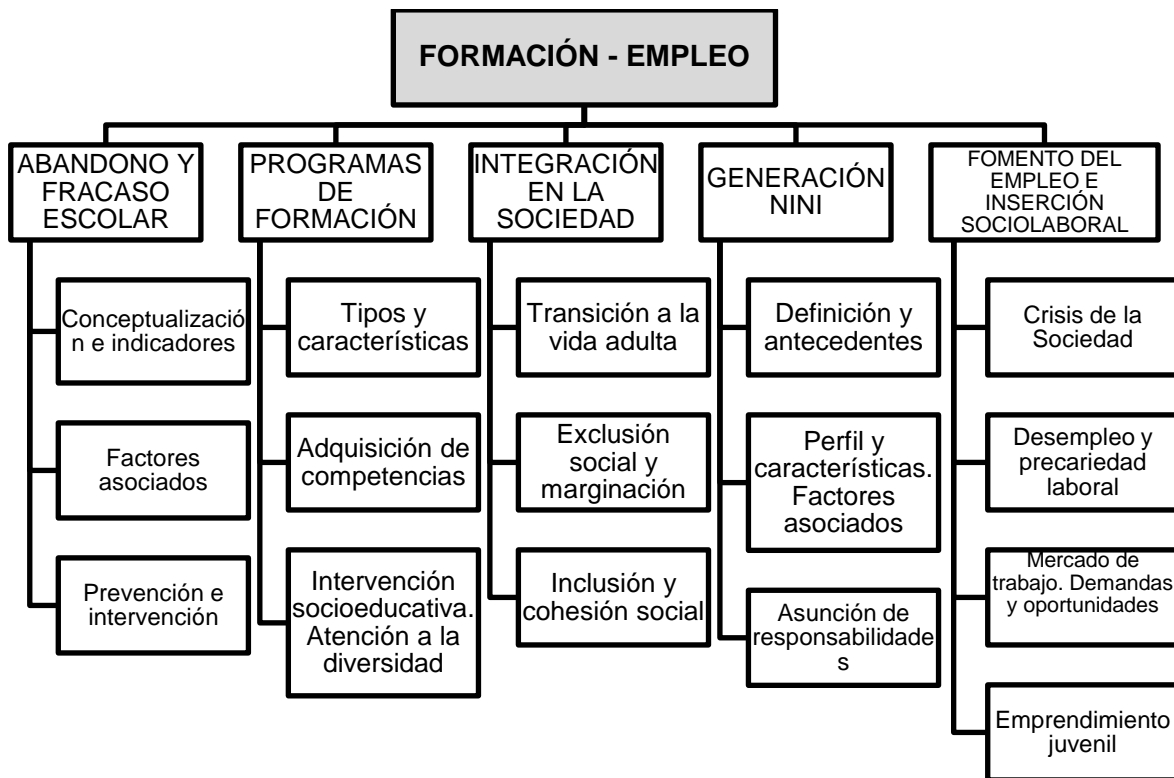 FORMACIÓN - EMPLEO
ABANDONO Y
FRACASO
ESCOLAR
Conceptualizació
n e indicadores
Factores
asociados
Prevención e
intervención
PROGRAMAS
DE
FORMACIÓN
Tipos y
características
Adquisición de
competencias
Intervención
socioeducativa.
Atención a la
diversidad
INTEGRACIÓN
EN LA
SOCIEDAD
Transición a la
vida adulta
Exclusión
social y
marginación
Inclusión y
cohesión social
GENERACIÓN
NINI
Definición y
antecedentes
Perfil y
características.
Factores
asociados
Asunción de
responsabilidade
s
FOMENTO DEL
EMPLEO E
INSERCIÓN
SOCIOLABORAL
Crisis de la
Sociedad
Desempleo y
precariedad
laboral
Mercado de
trabajo. Demandas
y oportunidades
Emprendimiento
juvenil